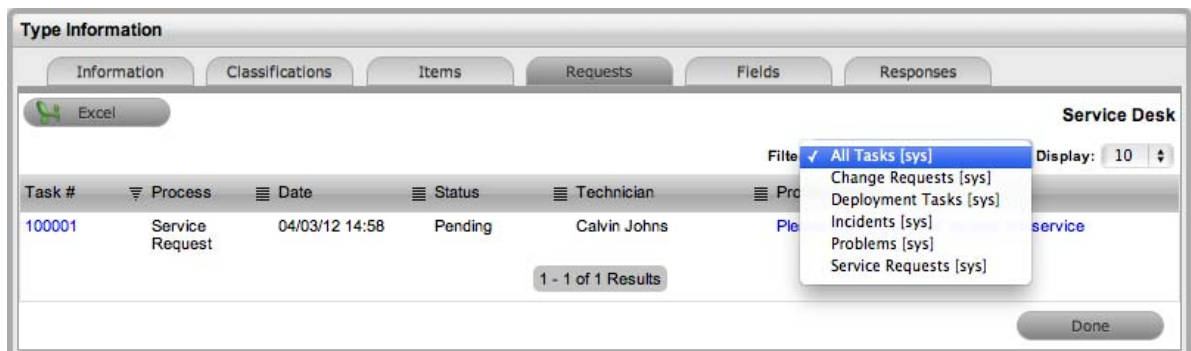 Type Information
Information Classifications Items Requests Fields Responses
Excel
Service Desk
Filte ✓ All Tasks [sys] Display: 10
Change Requests [sys]
Deployment Tasks [sys]
Incidents [sys]
Problems [sys]
Service Requests [sys]
Task # Process Date Status Technician Pro
100001 Service Request 04/03/12 14:58 Pending Calvin Johns Ple service
1 - 1 of 1 Results
Done